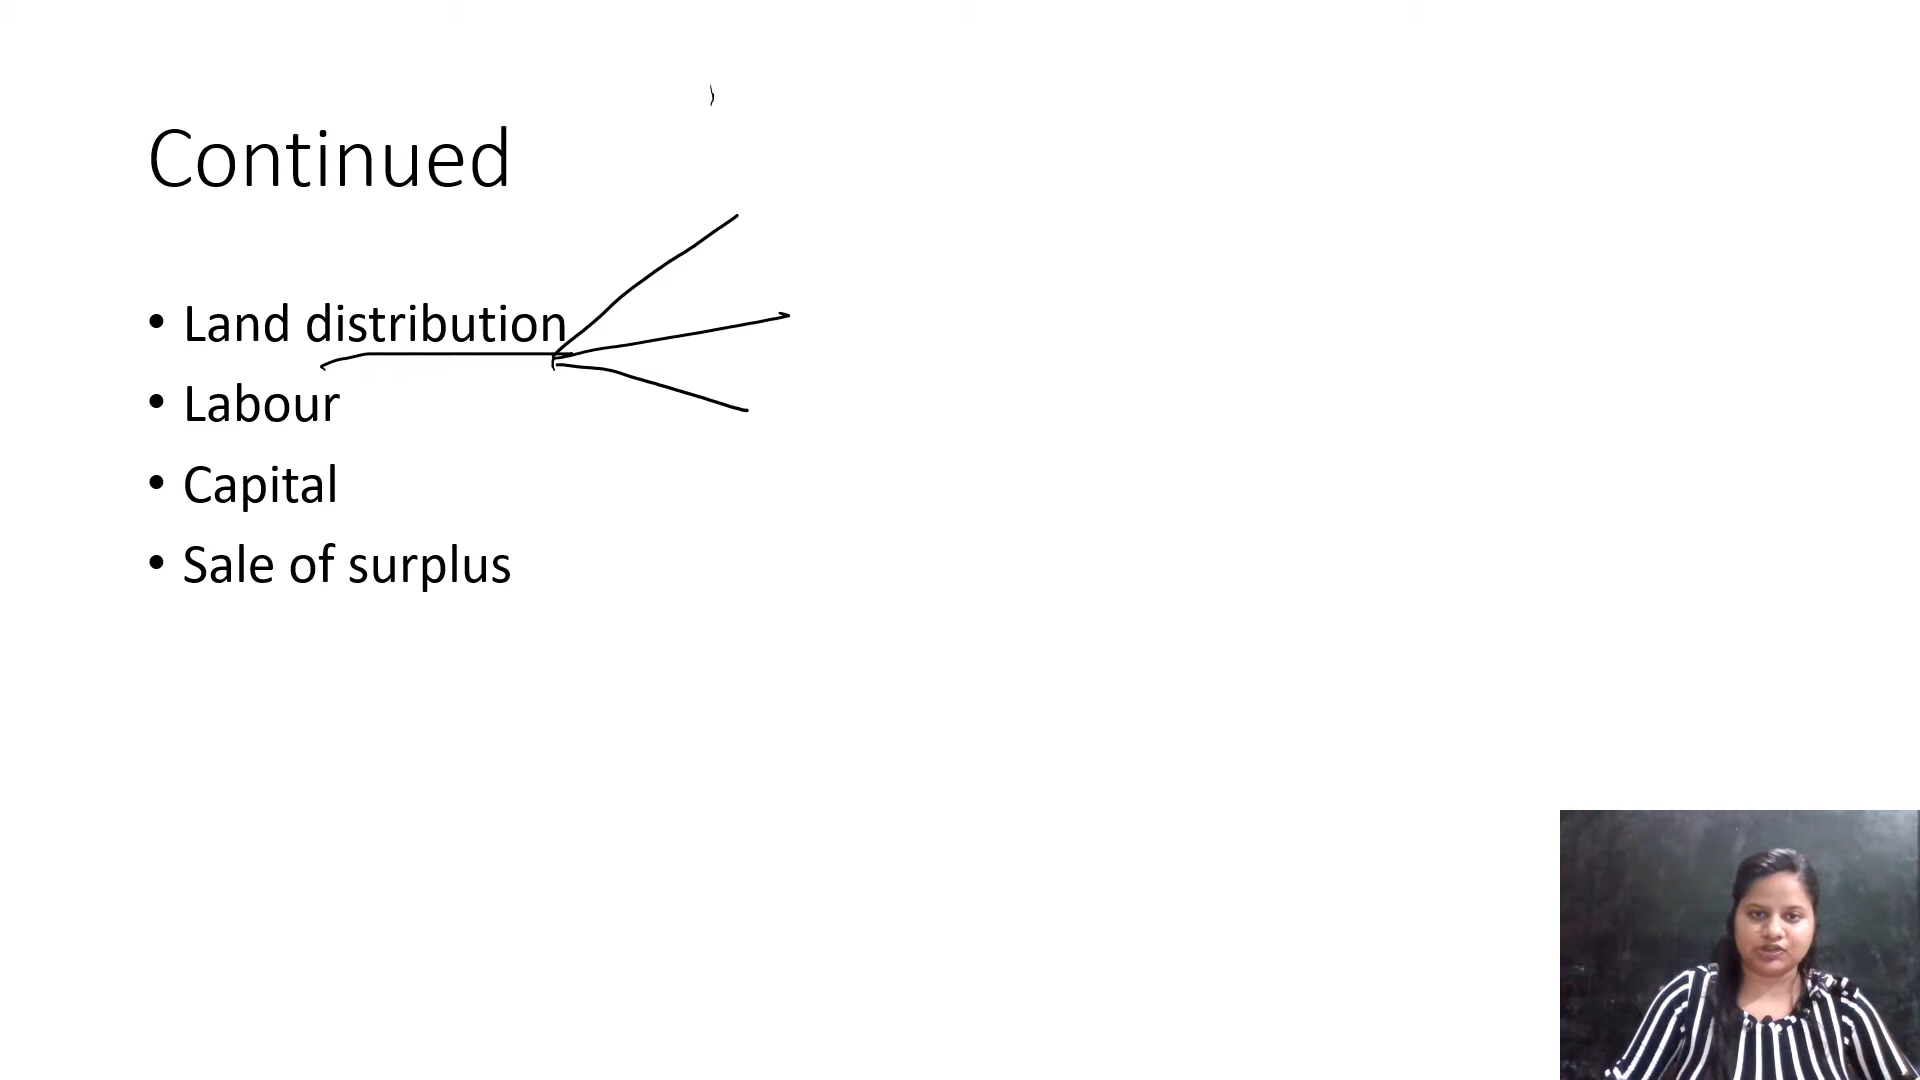 Continued
• Land distribution
• Labour
• Capital
• Sale of surplus